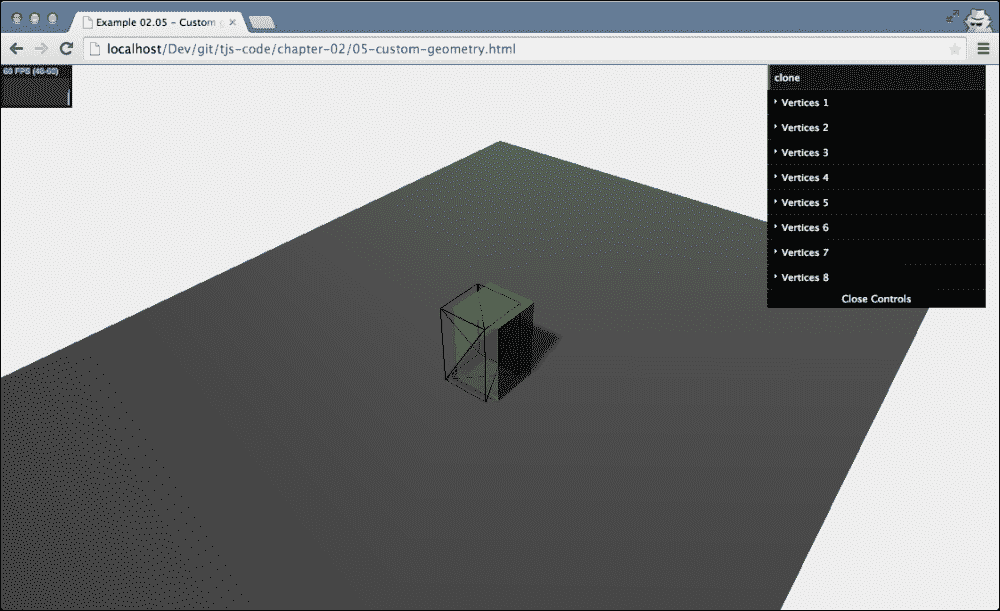 Example 02.05 - Custom g
localhost/Dev/git/tjs-code/chapter-02/05-custom-geometry.html
60 FPS (46-60)
clone
Vertices 1
Vertices 2
Vertices 3
Vertices 4
Vertices 5
Vertices 6
Vertices 7
Vertices 8
Close Controls